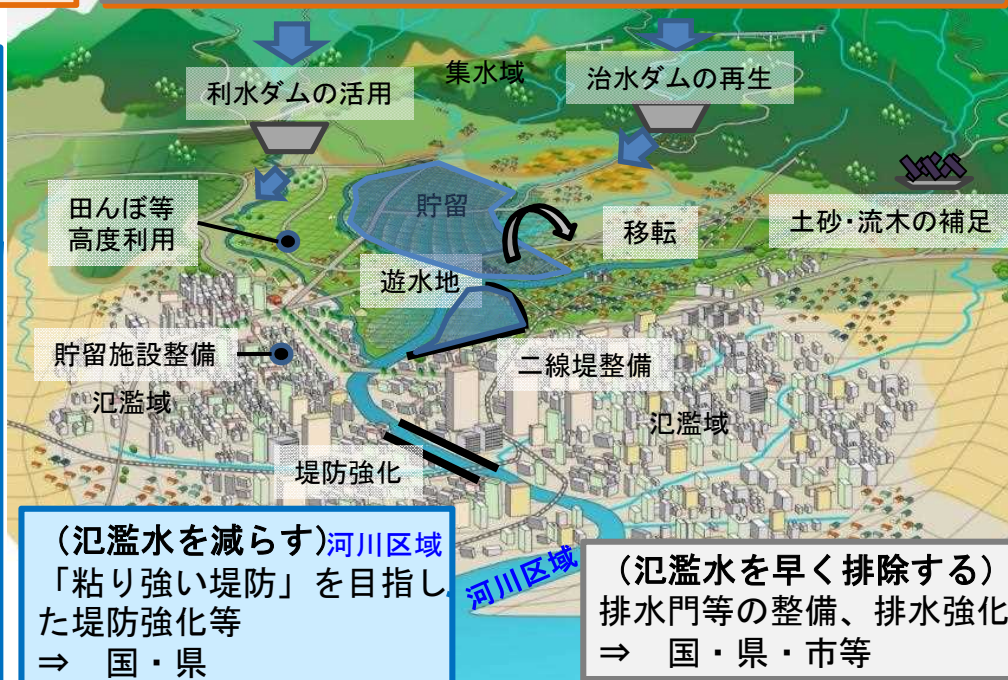 集水域
利水ダムの活用
治水ダムの再生
田んぼ等
高度利用
貯留
移転
土砂・流木の補足
遊水地
貯留施設整備
二線堤整備
氾濫域
氾濫域
堤防強化
（氾濫水を減らす）河川区域
「粘り強い堤防」を目指し
た堤防強化等
⇒ 国・県
河川区域
（氾濫水を早く排除する）
排水門等の整備、排水強化
⇒ 国・県・市等